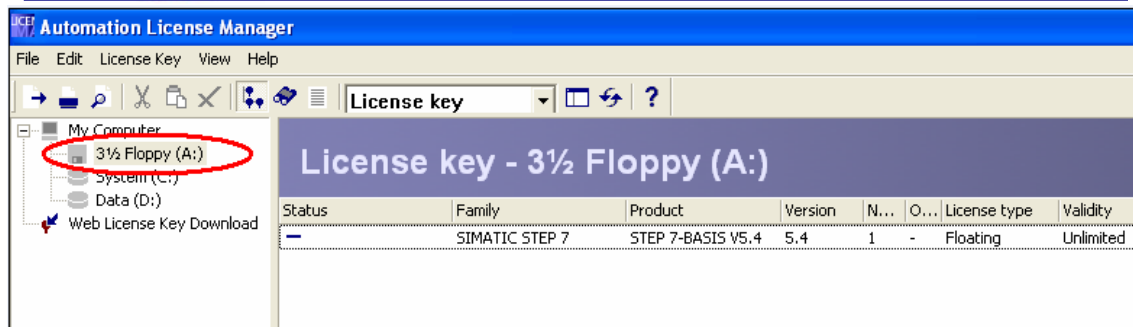 Automation License Manager
File Edit License Key View Help
License key
My Computer
3½ Floppy (A:)
System (C:)
Data (D:)
Web License Key Download
License key - 3½ Floppy (A:)
Status Family Product Version N... O... License type Validity
SIMATIC STEP 7 STEP 7-BASIS V5.4 5.4 1 - Floating Unlimited